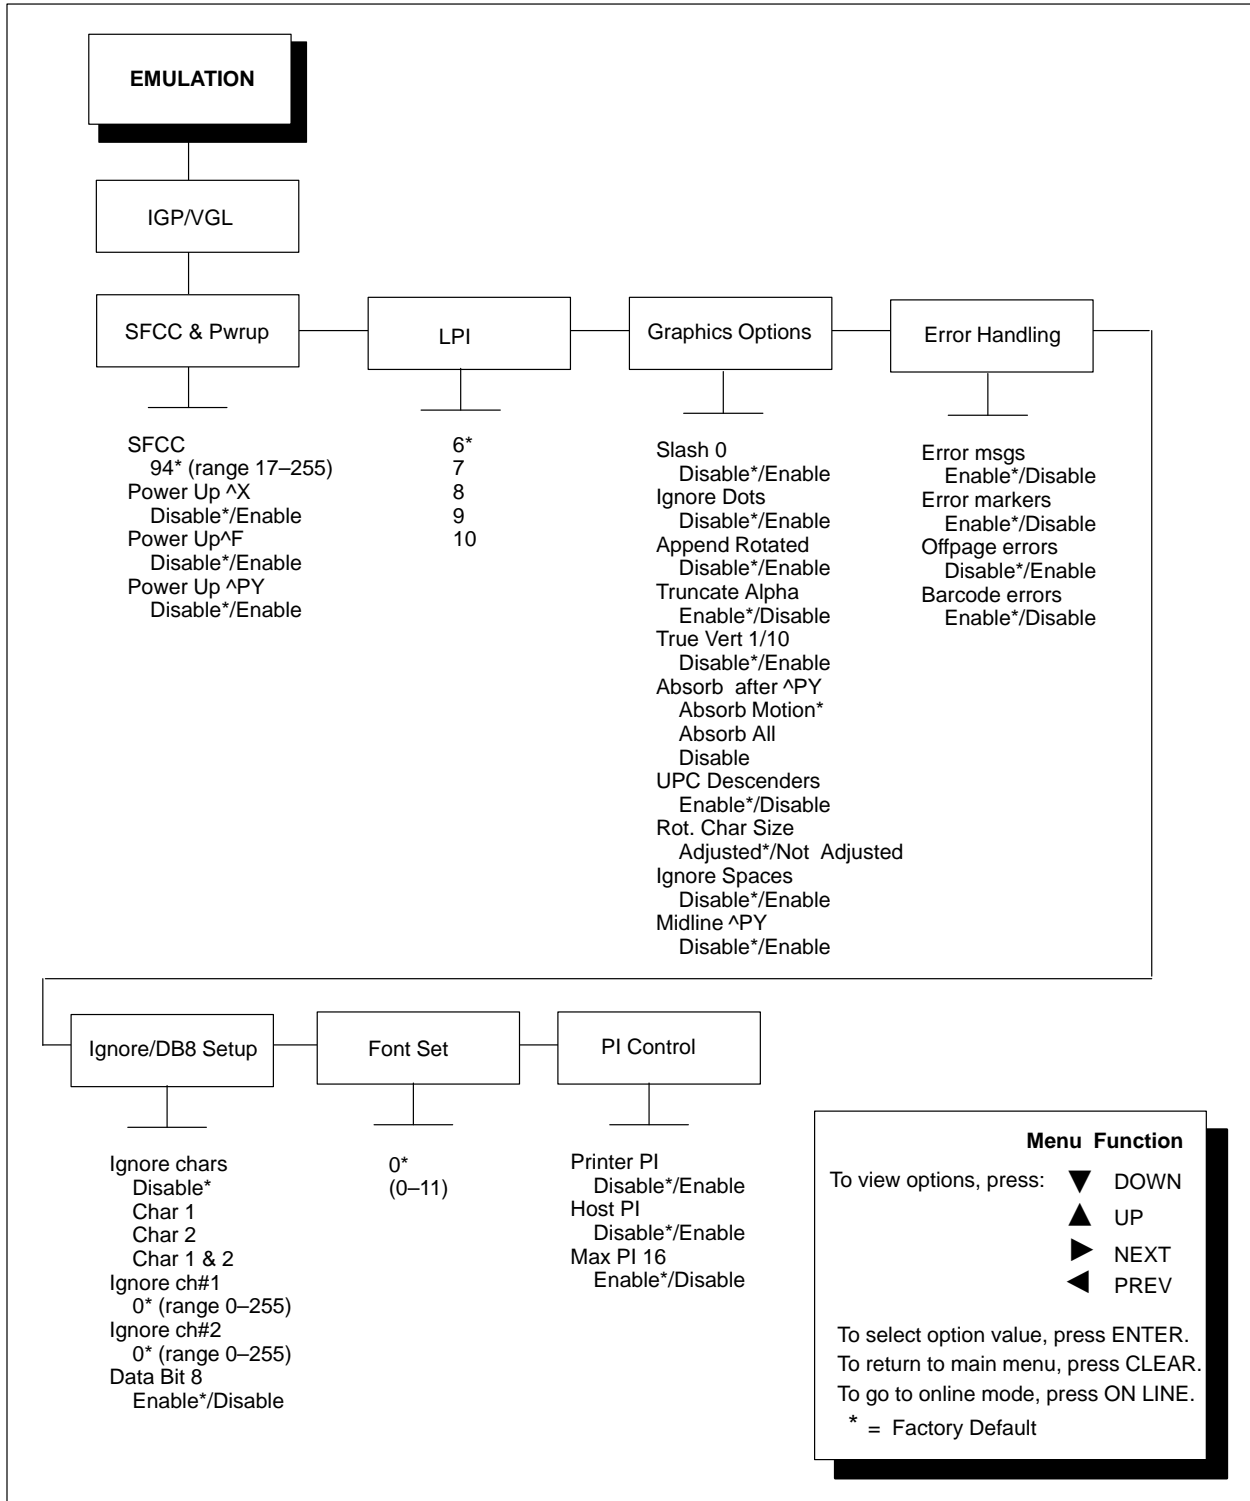 EMULATION
IGP/VGL
SFCC & Pwrup
LPI
Graphics Options
Error Handling
SFCC
94* (range 17–255)
Power Up ^X
Disable*/Enable
Power Up^F
Disable*/Enable
Power Up ^PY
Disable*/Enable
6*
7
8
9
10
Slash 0
Disable*/Enable
Ignore Dots
Disable*/Enable
Append Rotated
Disable*/Enable
Truncate Alpha
Enable*/Disable
True Vert 1/10
Disable*/Enable
Absorb after ^PY
Absorb Motion*
Absorb All
Disable
UPC Descenders
Enable*/Disable
Rot. Char Size
Adjusted*/Not Adjusted
Ignore Spaces
Disable*/Enable
Midline ^PY
Disable*/Enable
Error msgs
Enable*/Disable
Error markers
Enable*/Disable
Offpage errors
Disable*/Enable
Barcode errors
Enable*/Disable
Ignore/DB8 Setup
Font Set
PI Control
Ignore chars
Disable*
Char 1
Char 2
Char 1 & 2
Ignore ch#1
0* (range 0–255)
Ignore ch#2
0* (range 0–255)
Data Bit 8
Enable*/Disable
0*
(0–11)
Printer PI
Disable*/Enable
Host PI
Disable*/Enable
Max PI 16
Enable*/Disable
Menu Function
To view options, press: ▼ DOWN
▲ UP
► NEXT
◄ PREV
To select option value, press ENTER.
To return to main menu, press CLEAR.
To go to online mode, press ON LINE.
* = Factory Default